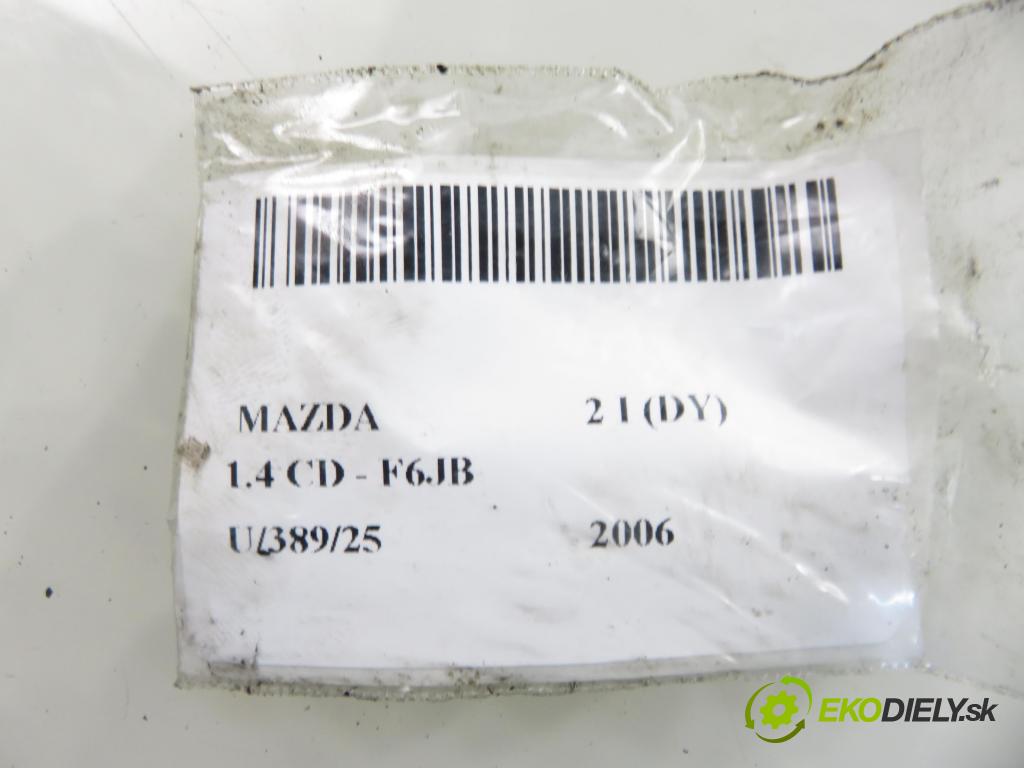 MAZDA 2 I (DY)
1.4 CD - F6JB
U/389/25 2006
EKODIELY.sk